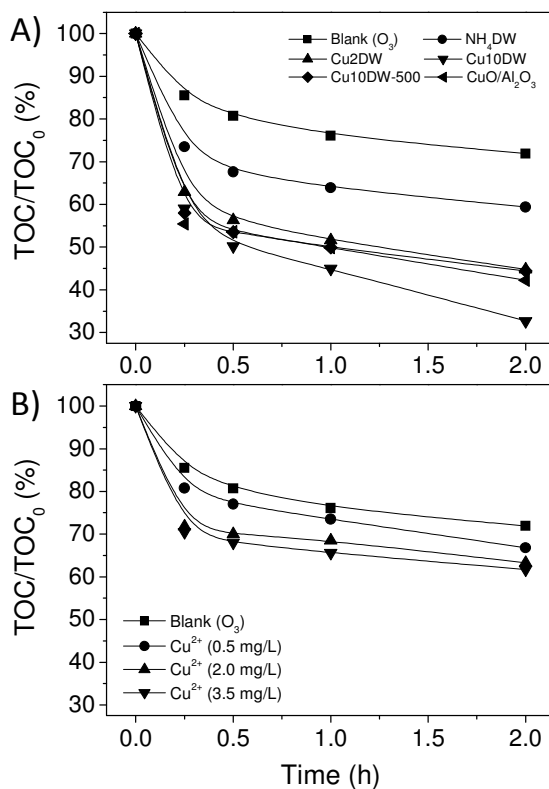 A)
Blank (O₃) NH₄DW
Cu2DW Cu10DW
Cu10DW-500 CuO/Al₂O₃
TOC/TOC₀ (%)
100
90
80
70
60
50
40
30
0.0 0.5 1.0 1.5 2.0
B)
TOC/TOC₀ (%)
100
90
80
70
60
50
40
30
Blank (O₃)
Cu²⁺ (0.5 mg/L)
Cu²⁺ (2.0 mg/L)
Cu²⁺ (3.5 mg/L)
0.0 0.5 1.0 1.5 2.0
Time (h)